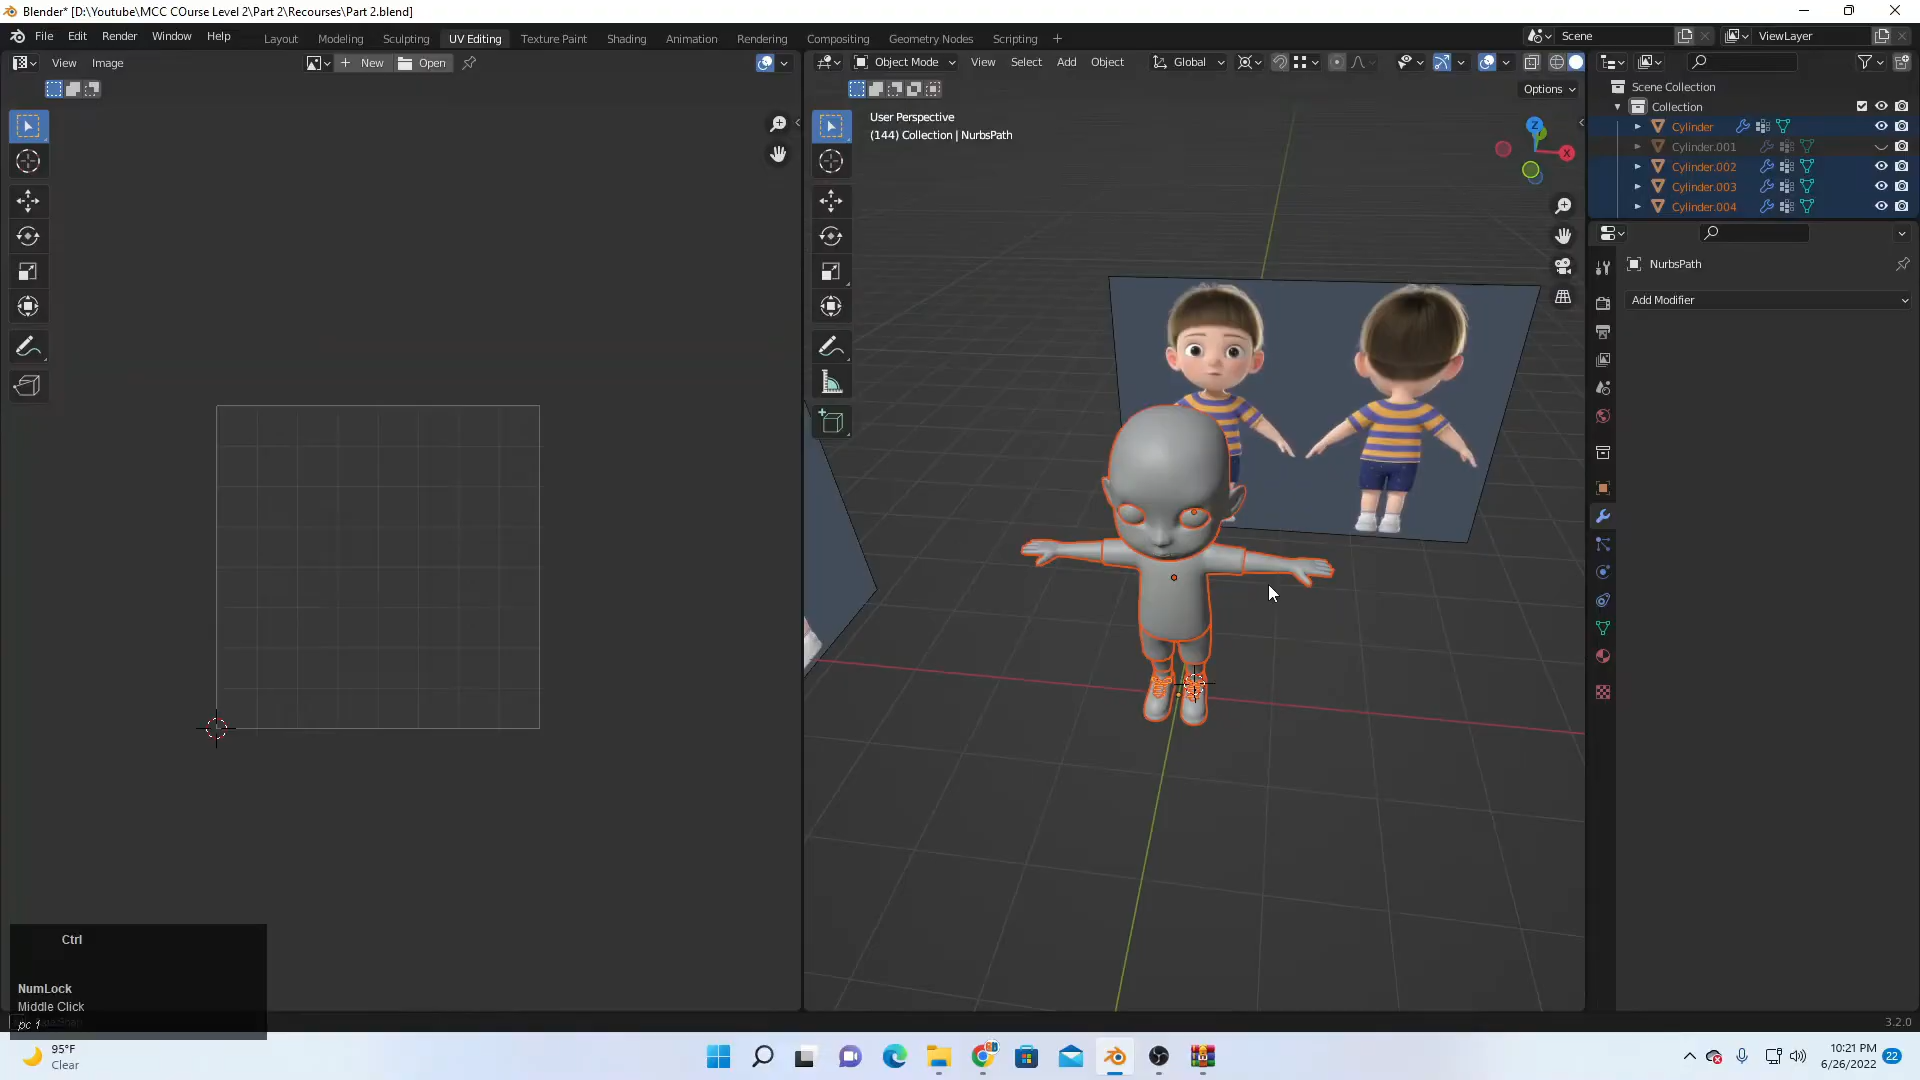 Blender* [D:\Youtube\MCC COurse Level 2\Part 2\Recourses\Part 2.blend]
File Edit Render Window Help
Layout Modeling Sculpting UV Editing Texture Paint Shading Animation Rendering Compositing Geometry Nodes Scripting +
Scene
ViewLayer
View Image
New
Open
Object Mode
View Select Add Object
Global
Options
User Perspective
(144) Collection | NurbsPath
Z
X
Scene Collection
Collection
Cylinder
Cylinder.001
Cylinder.002
Cylinder.003
Cylinder.004
NurbsPath
Add Modifier
Ctrl
NumLock
Middle Click
pc 1
3.2.0
95°F
Clear
10:21 PM
6/26/2022
22